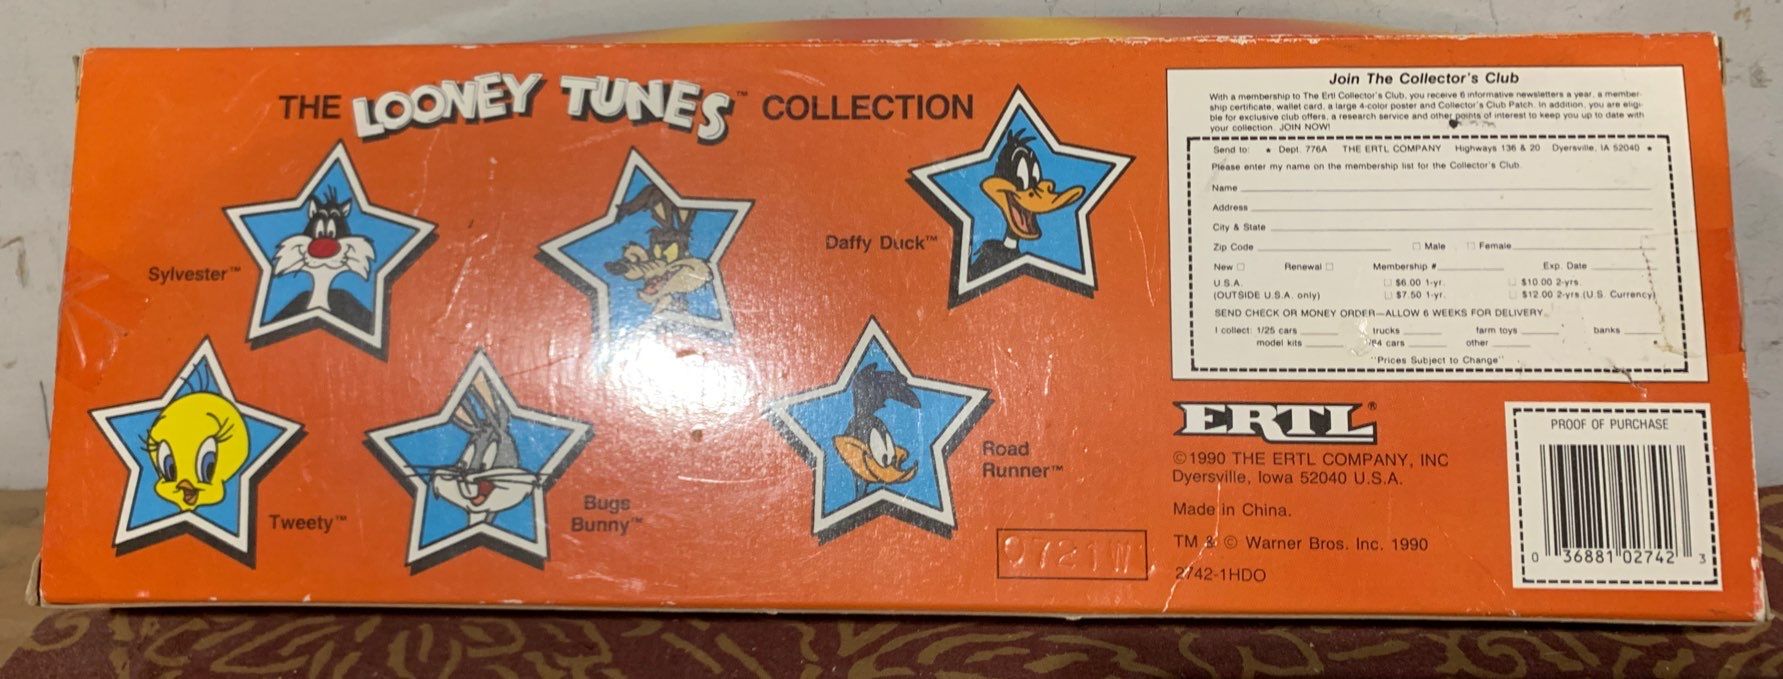 THE LOONEY TUNES™ COLLECTION
Sylvester™
Daffy Duck™
Tweety™
Bugs
Bunny™
Road
Runner™
Join The Collector's Club
With a membership to The Ertl Collector's Club, you receive 6 informative newsletters a year, a member-
ship certificate, wallet card, a large 4-color poster and Collector's Club Patch. In addition, you are eligi-
ble for exclusive club offers, a research service and other points of interest to keep you up to date with
your collection. JOIN NOW!
Send to: ★ Dept. 776A THE ERTL COMPANY Highways 136 & 20 Dyersville, IA 52040 ★
Please enter my name on the membership list for the Collector's Club.
Name
Address
City & State
Zip Code □ Male □ Female
New □ Renewal □ Membership # Exp. Date
U.S.A. □ $6.00 1-yr. □ $10.00 2-yrs.
(OUTSIDE U.S.A. only) □ $7.50 1-yr. □ $12.00 2-yrs (U.S. Currency)
SEND CHECK OR MONEY ORDER—ALLOW 6 WEEKS FOR DELIVERY.
I collect: 1/25 cars trucks farm toys banks
model kits /64 cars other
"Prices Subject to Change"
ERTL®
©1990 THE ERTL COMPANY, INC
Dyersville, Iowa 52040 U.S.A.
Made in China.
TM & © Warner Bros. Inc. 1990
2742-1HDO
0721W
PROOF OF PURCHASE
0 36881 02742 3